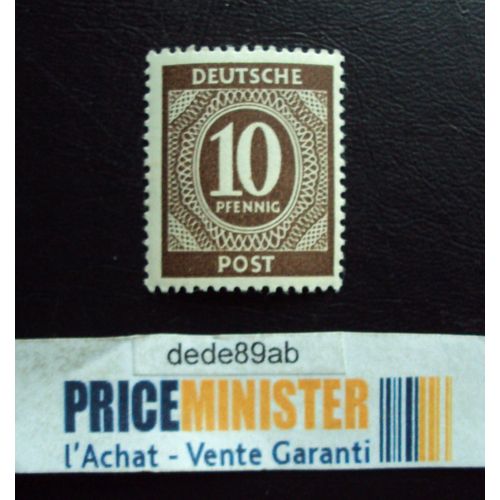 DEUTSCHE
10
PFENNIG
POST
dede89ab
PRICEMINISTER
l'Achat - Vente Garanti